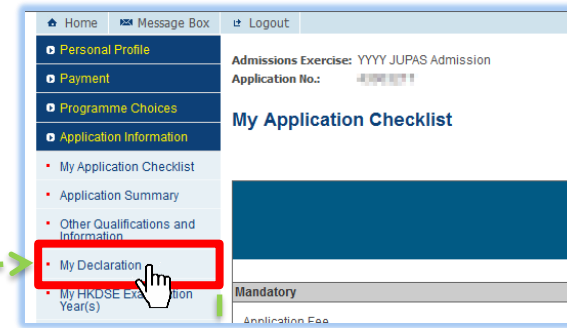 Home Message Box Logout
Personal Profile
Payment
Programme Choices
Application Information
My Application Checklist
Application Summary
Other Qualifications and
Information
My Declaration
My HKDSE Examination
Year(s)
Admissions Exercise: YYYY JUPAS Admission
Application No.:
My Application Checklist
Mandatory
Application Fee